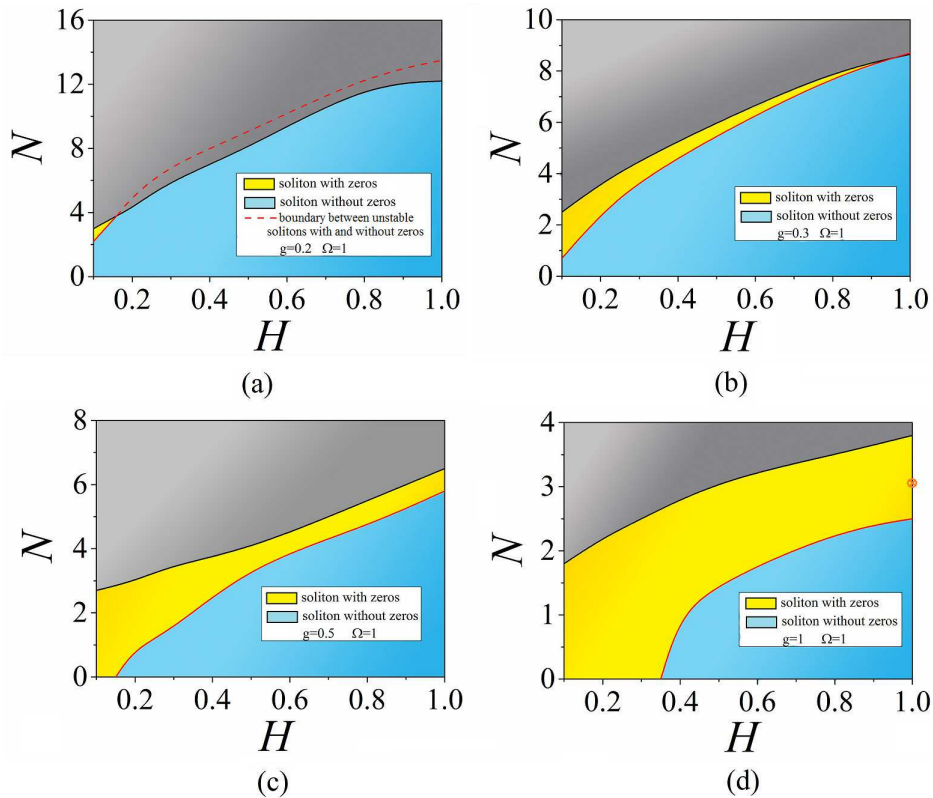 16
12
8
4
0
N
soliton with zeros
soliton without zeros
boundary between unstable
solitons with and without zeros
g=0.2 Ω=1
0.2 0.4 0.6 0.8 1.0
H
(a)
10
8
6
4
2
0
N
soliton with zeros
soliton without zeros
g=0.3 Ω=1
0.2 0.4 0.6 0.8 1.0
H
(b)
8
6
4
2
0
N
soliton with zeros
soliton without zeros
g=0.5 Ω=1
0.2 0.4 0.6 0.8 1.0
H
(c)
4
3
2
1
0
N
soliton with zeros
soliton without zeros
g=1 Ω=1
0.2 0.4 0.6 0.8 1.0
H
(d)